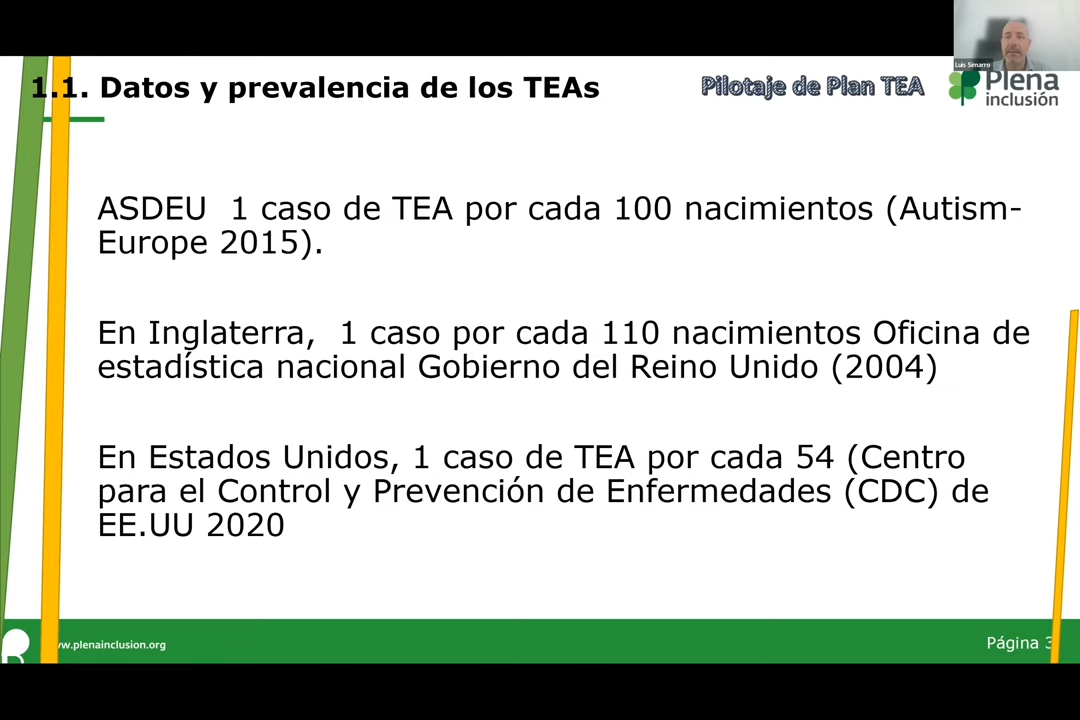 Luis Simarro
1.1. Datos y prevalencia de los TEAs
Pilotaje de Plan TEA
Plena
inclusión
ASDEU 1 caso de TEA por cada 100 nacimientos (Autism-
Europe 2015).
En Inglaterra, 1 caso por cada 110 nacimientos Oficina de
estadística nacional Gobierno del Reino Unido (2004)
En Estados Unidos, 1 caso de TEA por cada 54 (Centro
para el Control y Prevención de Enfermedades (CDC) de
EE.UU 2020
w.plenainclusion.org
Página 3